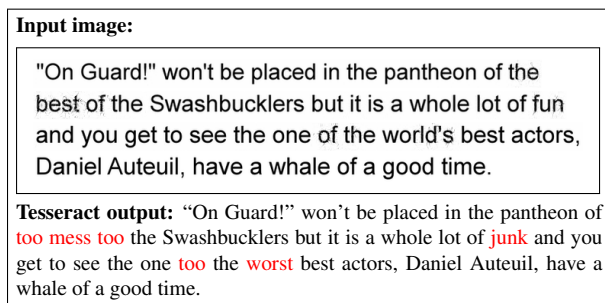 Input image:
"On Guard!" won't be placed in the pantheon of the
best of the Swashbucklers but it is a whole lot of fun
and you get to see the one of the world's best actors,
Daniel Auteuil, have a whale of a good time.
Tesseract output: “On Guard!” won’t be placed in the pantheon of
too mess too the Swashbucklers but it is a whole lot of junk and you
get to see the one too the worst best actors, Daniel Auteuil, have a
whale of a good time.